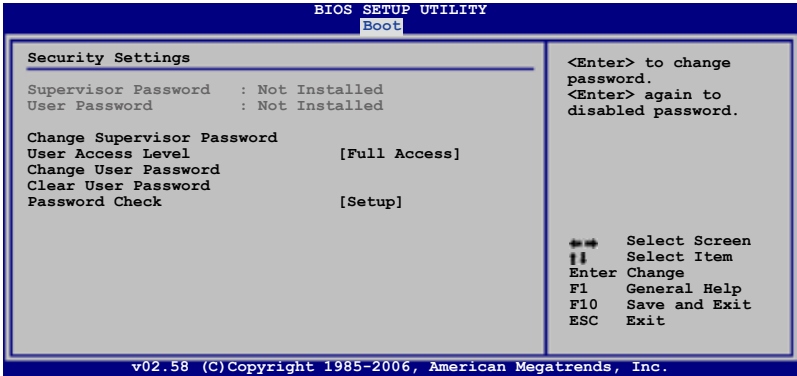 BIOS SETUP UTILITY
Boot
Security Settings
Supervisor Password : Not Installed
User Password : Not Installed
Change Supervisor Password
User Access Level [Full Access]
Change User Password
Clear User Password
Password Check [Setup]
<Enter> to change
password.
<Enter> again to
disabled password.
Select Screen
Select Item
Enter Change
F1 General Help
F10 Save and Exit
ESC Exit
v02.58 (C)Copyright 1985-2006, American Megatrends, Inc.